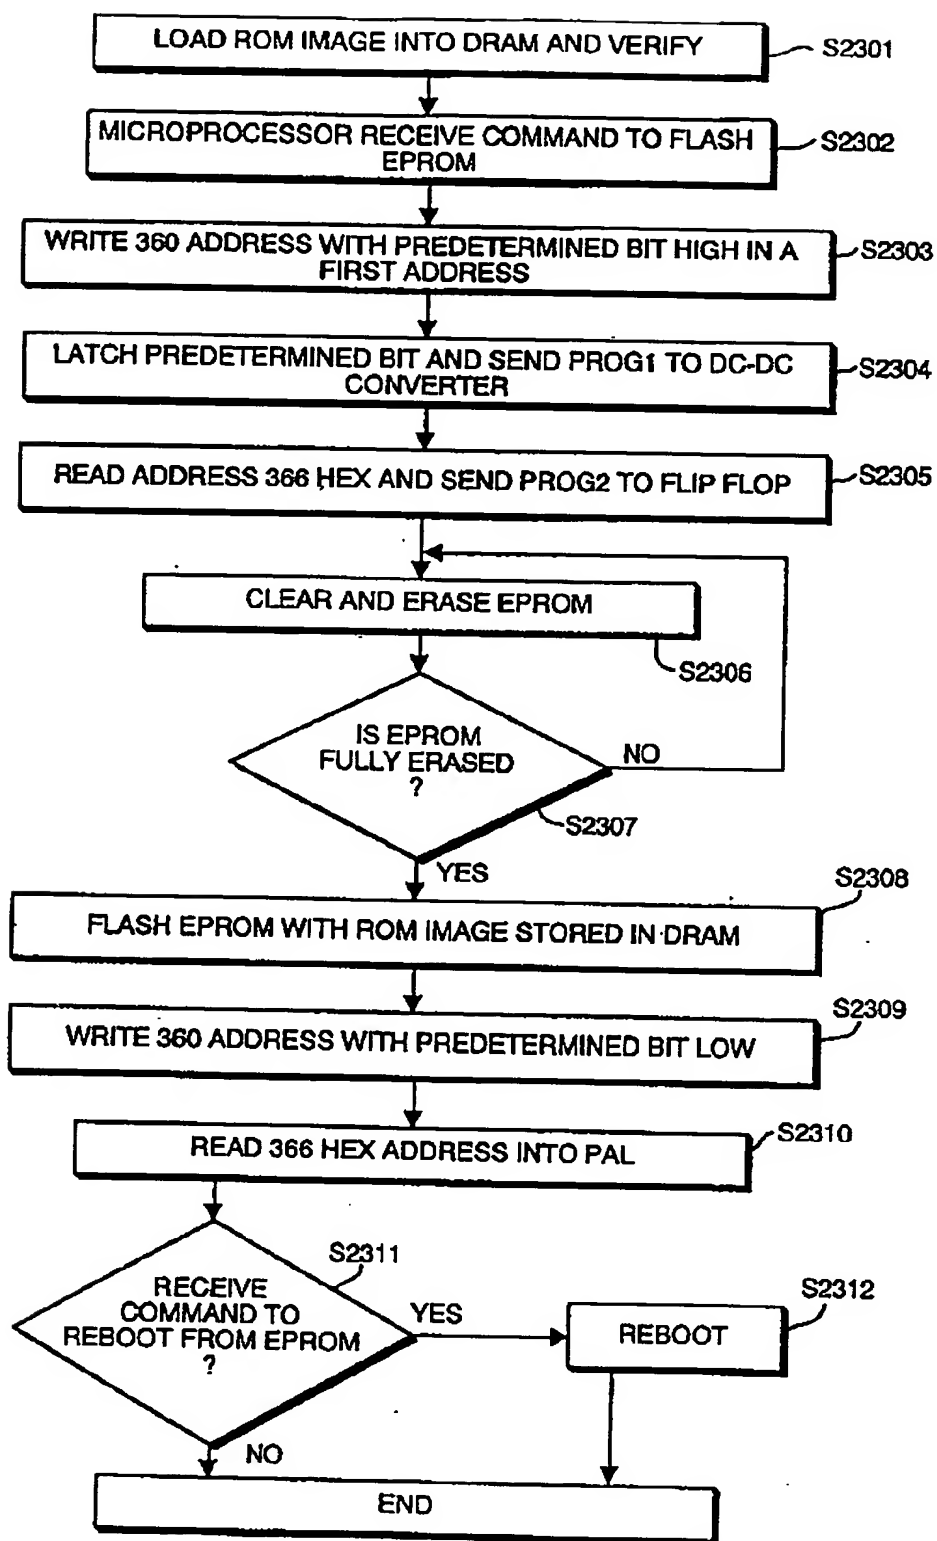 LOAD ROM IMAGE INTO DRAM AND VERIFY
S2301
MICROPROCESSOR RECEIVE COMMAND TO FLASH
EPROM
S2302
WRITE 360 ADDRESS WITH PREDETERMINED BIT HIGH IN A
FIRST ADDRESS
S2303
LATCH PREDETERMINED BIT AND SEND PROG1 TO DC-DC
CONVERTER
S2304
READ ADDRESS 366 HEX AND SEND PROG2 TO FLIP FLOP
S2305
CLEAR AND ERASE EPROM
S2306
IS EPROM
FULLY ERASED
?
NO
S2307
YES
S2308
FLASH EPROM WITH ROM IMAGE STORED IN DRAM
S2309
WRITE 360 ADDRESS WITH PREDETERMINED BIT LOW
READ 366 HEX ADDRESS INTO PAL
S2310
S2311
RECEIVE
COMMAND TO
REBOOT FROM EPROM
?
YES
S2312
REBOOT
NO
END